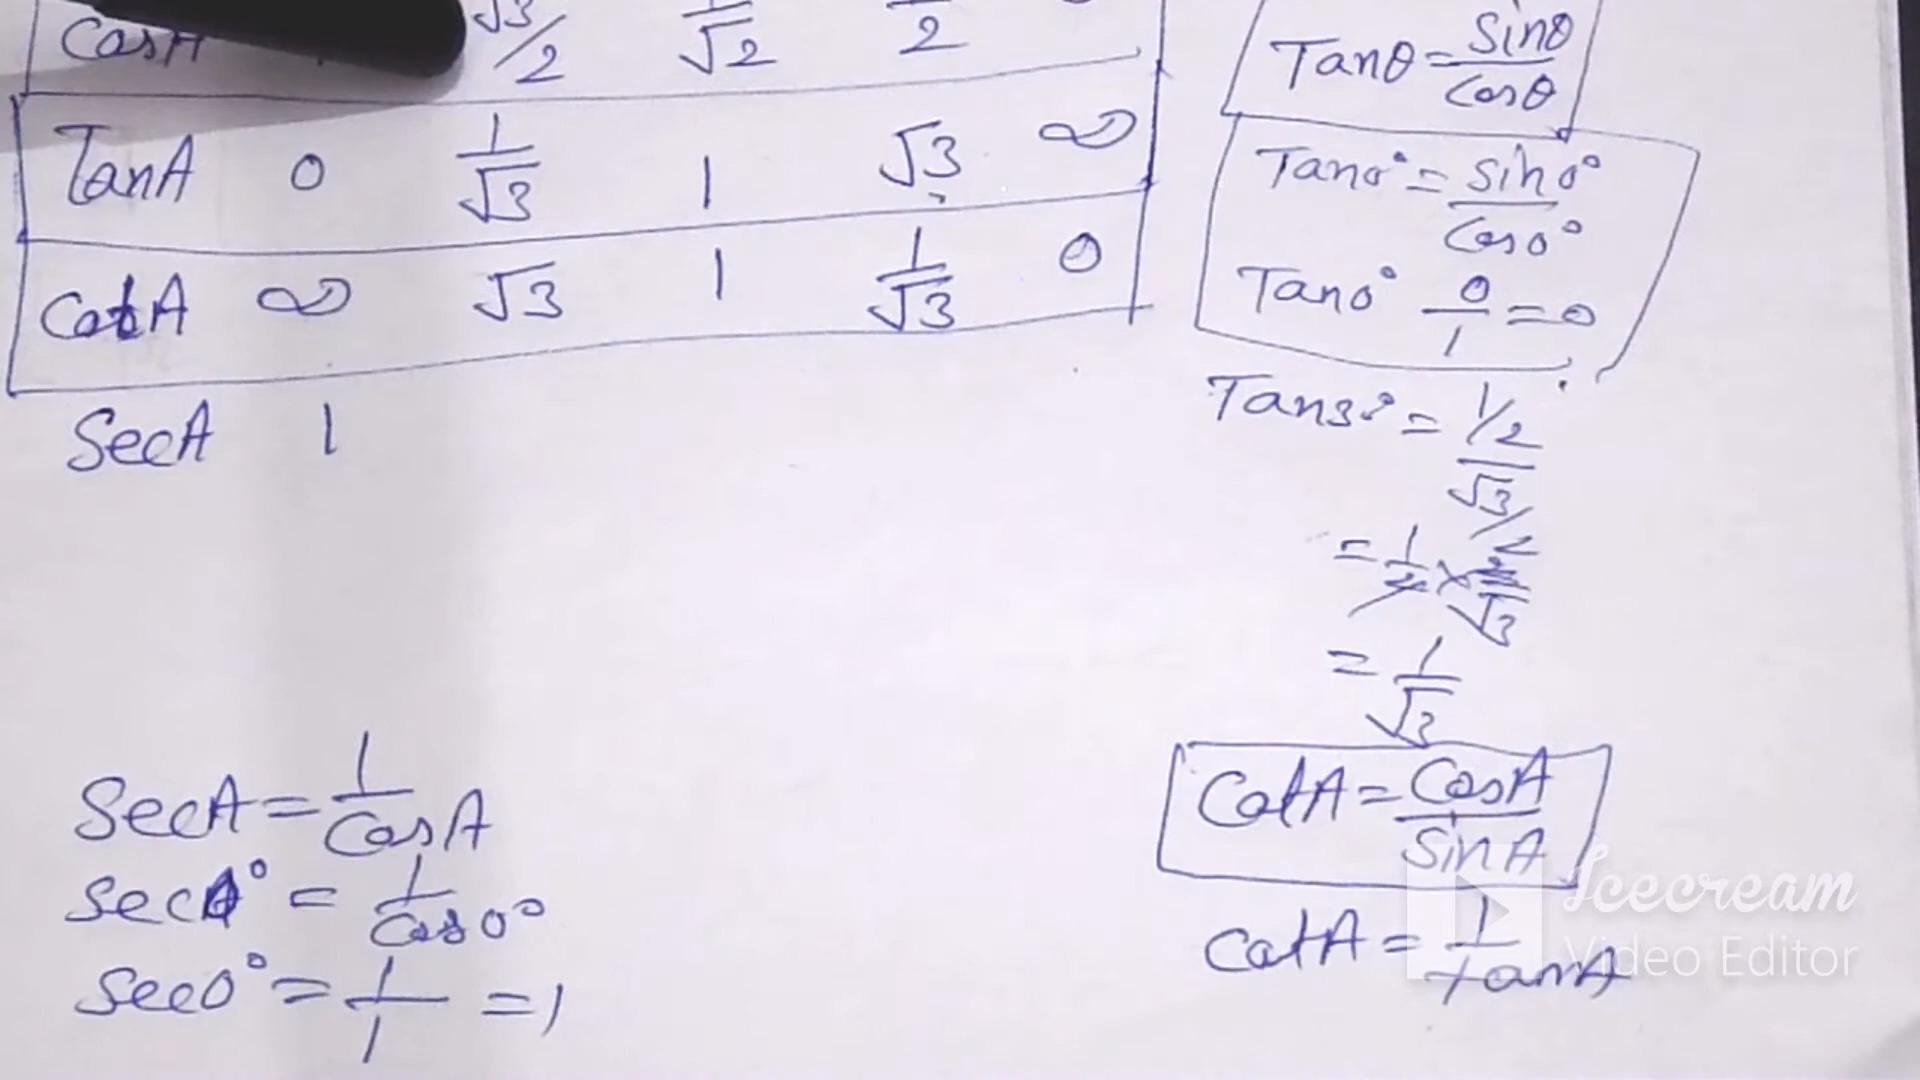 CosA √3/2 1/√2 1/2
TanA 0 1/√3 1 √3 ∞
CotA ∞ √3 1 1/√3 0
SecA 1
SecA = 1/CosA
sec0° = 1/Cos0°
Sec0° = 1/1 = 1
Tanθ = Sinθ/Cosθ
Tan0° = Sin0°/Cos0°
Tan0° 0/1 = 0
Tan30° = 1/2/√3/2
= 1/2 × 2/√3
= 1/√3
CotA = CosA/SinA
CotA = 1/TanA
Icecream
Video Editor